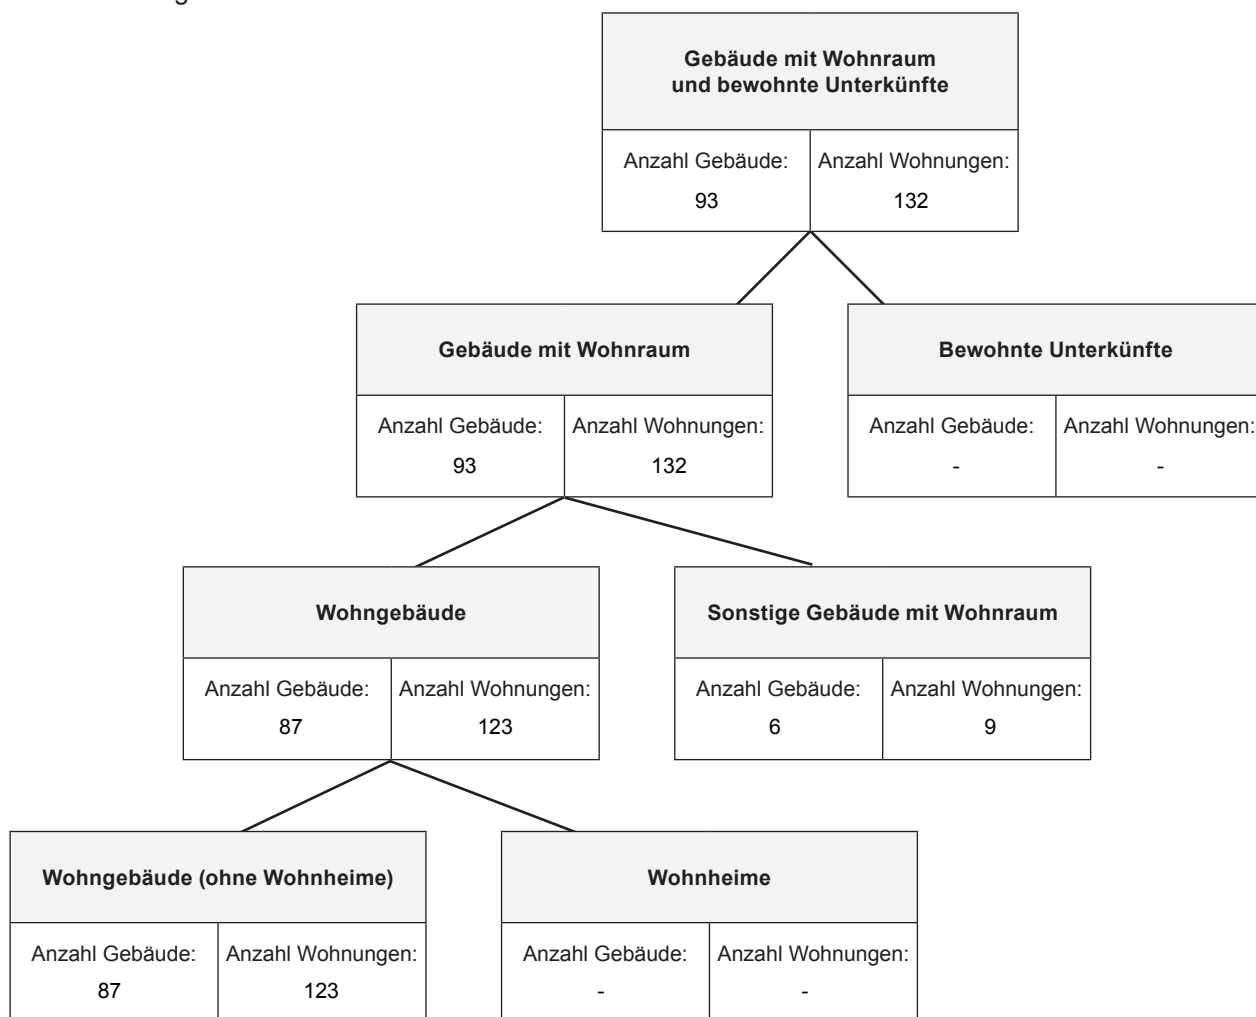 Gebäude mit Wohnraum
und bewohnte Unterkünfte
Anzahl Gebäude: Anzahl Wohnungen:
93 132
Gebäude mit Wohnraum
Anzahl Gebäude: Anzahl Wohnungen:
93 132
Bewohnte Unterkünfte
Anzahl Gebäude: Anzahl Wohnungen:
- -
Wohngebäude
Anzahl Gebäude: Anzahl Wohnungen:
87 123
Sonstige Gebäude mit Wohnraum
Anzahl Gebäude: Anzahl Wohnungen:
6 9
Wohngebäude (ohne Wohnheime)
Anzahl Gebäude: Anzahl Wohnungen:
87 123
Wohnheime
Anzahl Gebäude: Anzahl Wohnungen:
- -